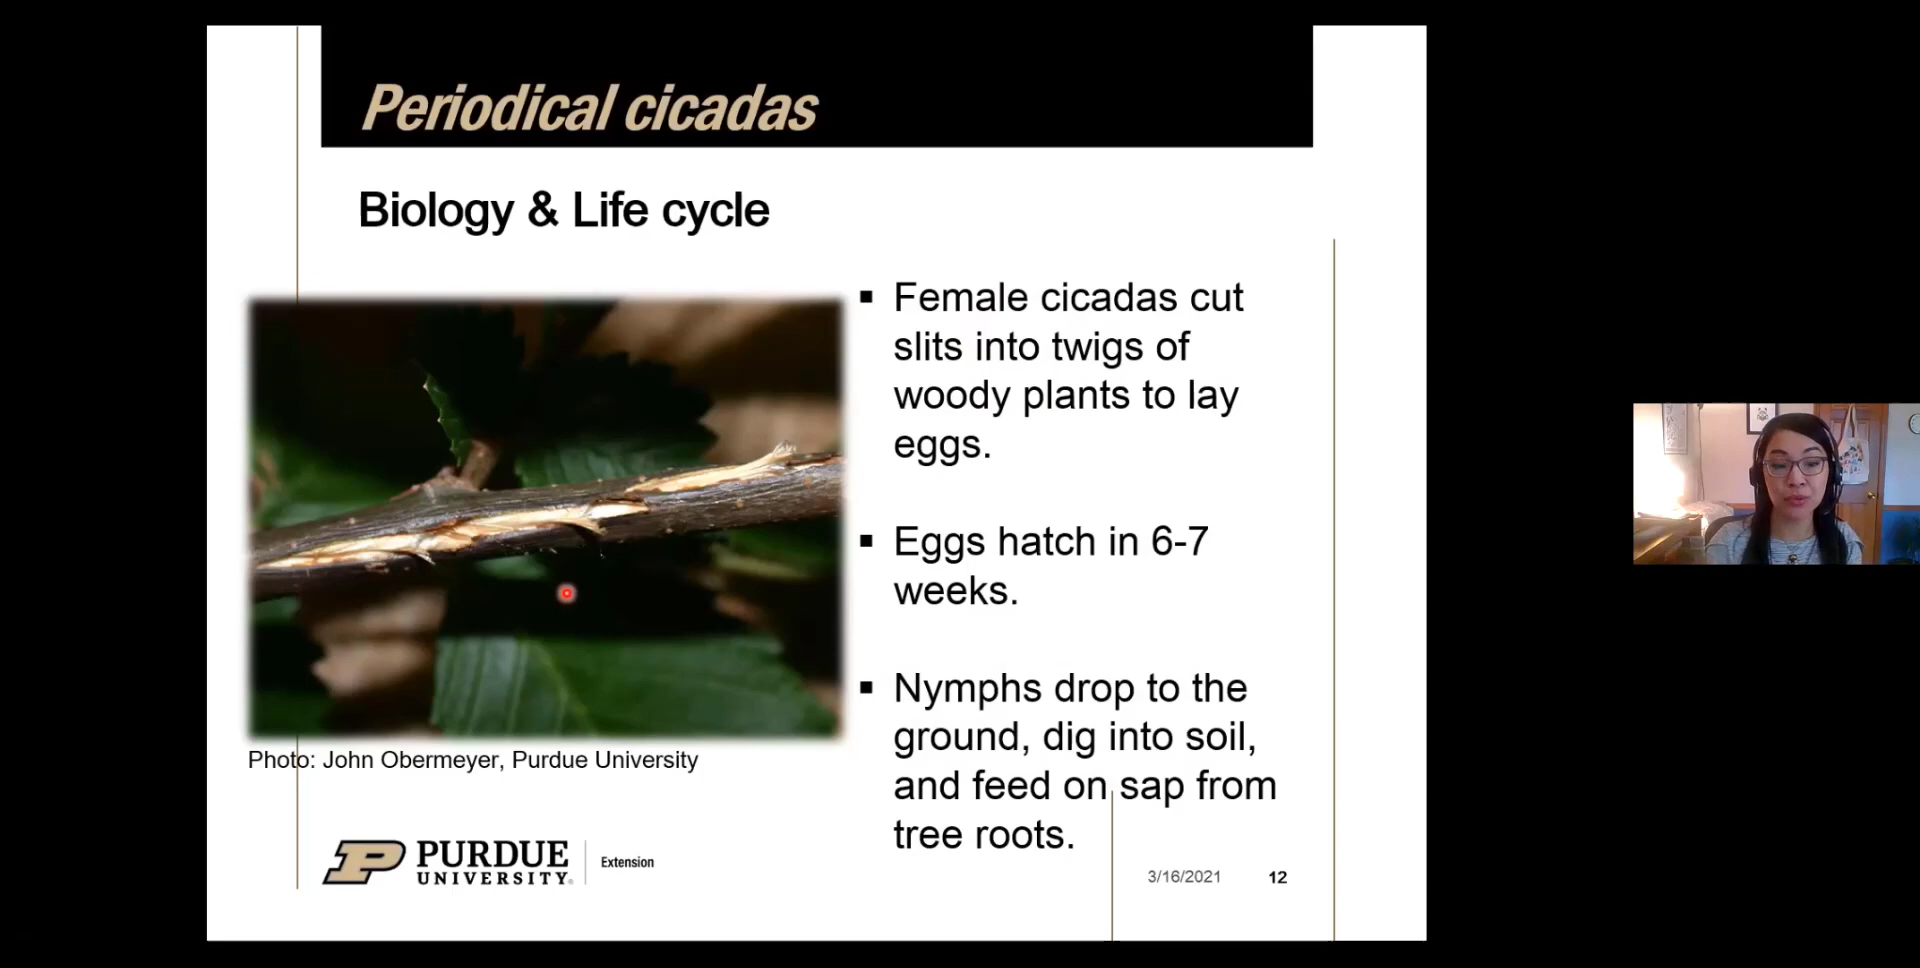 Periodical cicadas
Biology & Life cycle
▪ Female cicadas cut
slits into twigs of
woody plants to lay
eggs.
▪ Eggs hatch in 6-7
weeks.
▪ Nymphs drop to the
ground, dig into soil,
and feed on sap from
tree roots.
Photo: John Obermeyer, Purdue University
PURDUE
UNIVERSITY®
Extension
3/16/2021
12